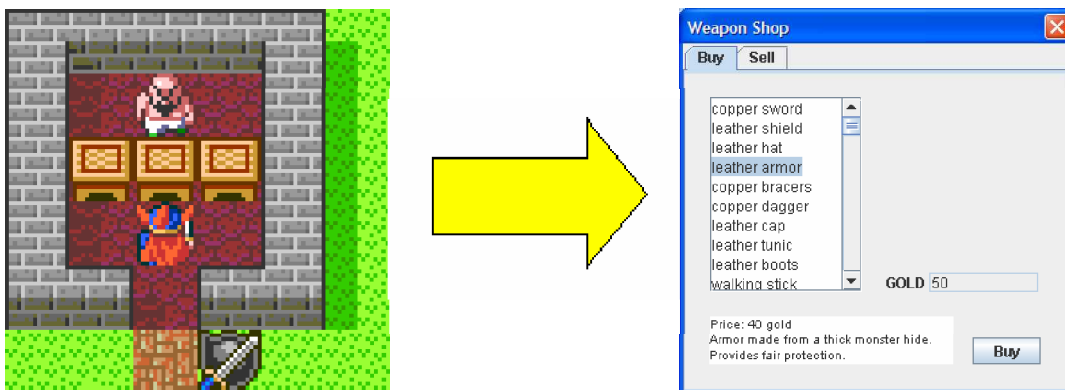 Weapon Shop
Buy Sell
copper sword
leather shield
leather hat
leather armor
copper bracers
copper dagger
leather cap
leather tunic
leather boots
walking stick
GOLD 50
Price: 40 gold
Armor made from a thick monster hide.
Provides fair protection.
Buy